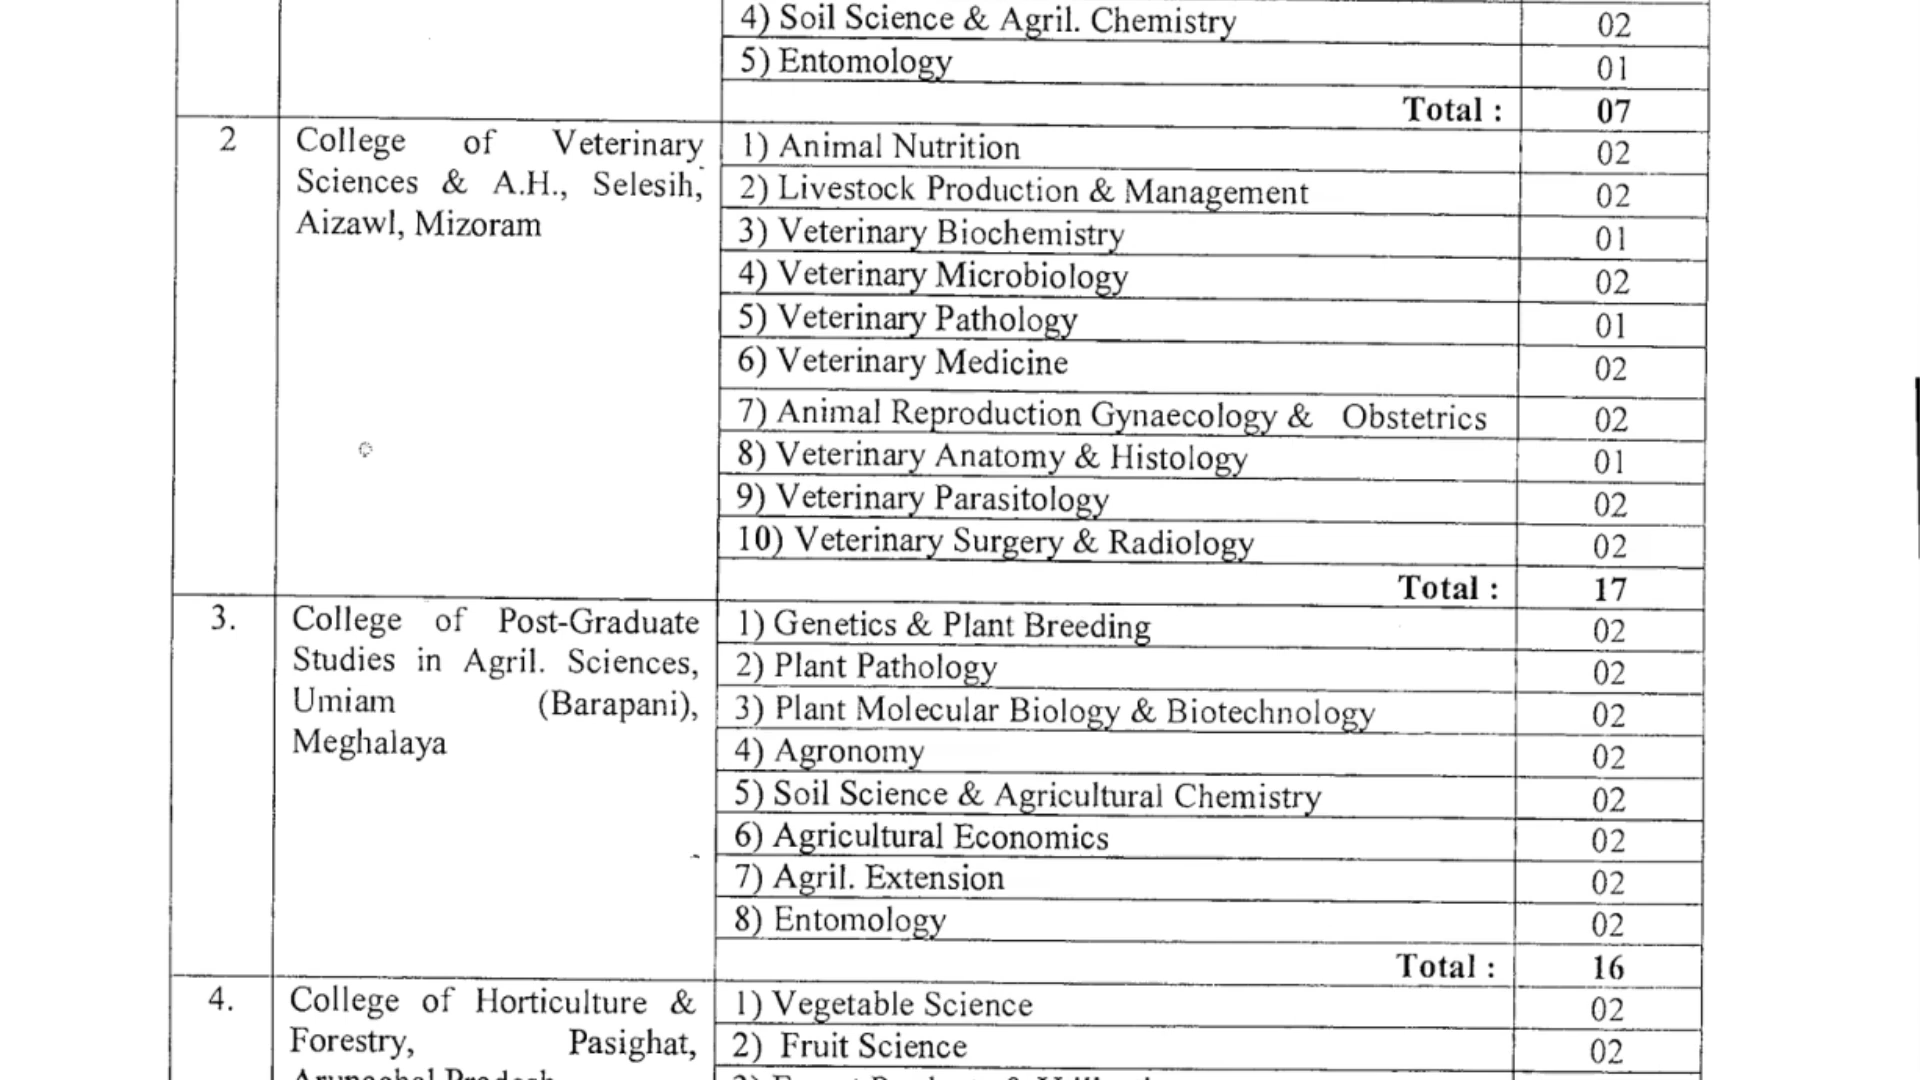 4) Soil Science & Agril. Chemistry 02
5) Entomology 01
Total : 07
2 College of Veterinary Sciences & A.H., Selesih, Aizawl, Mizoram
1) Animal Nutrition 02
2) Livestock Production & Management 02
3) Veterinary Biochemistry 01
4) Veterinary Microbiology 02
5) Veterinary Pathology 01
6) Veterinary Medicine 02
7) Animal Reproduction Gynaecology & Obstetrics 02
8) Veterinary Anatomy & Histology 01
9) Veterinary Parasitology 02
10) Veterinary Surgery & Radiology 02
Total : 17
3. College of Post-Graduate Studies in Agril. Sciences, Umiam (Barapani), Meghalaya
1) Genetics & Plant Breeding 02
2) Plant Pathology 02
3) Plant Molecular Biology & Biotechnology 02
4) Agronomy 02
5) Soil Science & Agricultural Chemistry 02
6) Agricultural Economics 02
7) Agril. Extension 02
8) Entomology 02
Total : 16
4. College of Horticulture & Forestry, Pasighat,
1) Vegetable Science 02
2) Fruit Science 02